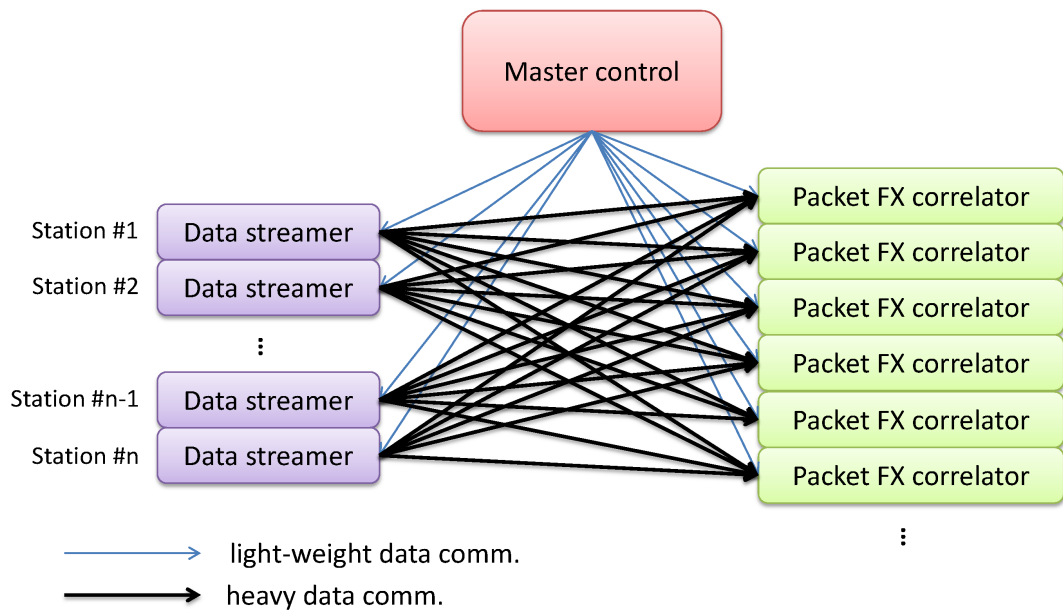 Master control
Packet FX correlator
Station #1
Data streamer
Packet FX correlator
Station #2
Data streamer
Packet FX correlator
...
Packet FX correlator
Station #n-1
Data streamer
Packet FX correlator
Station #n
Data streamer
Packet FX correlator
...
light-weight data comm.
heavy data comm.